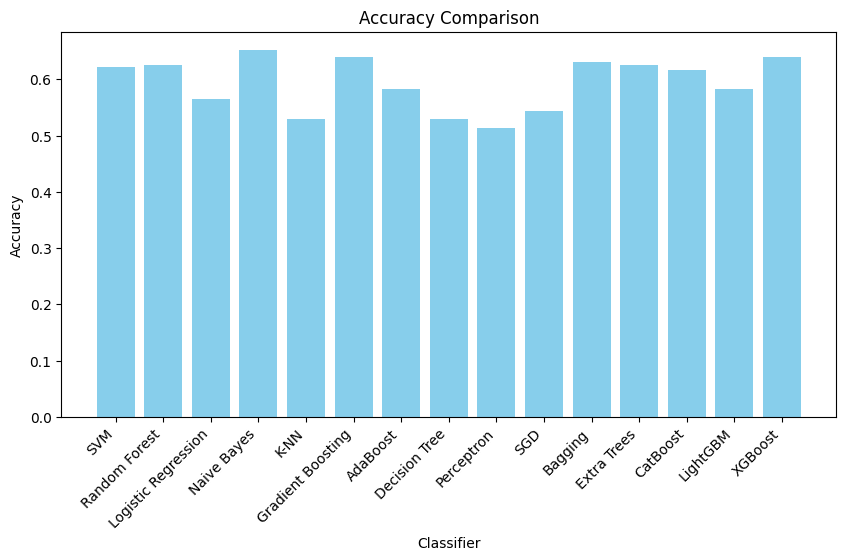 Accuracy Comparison
Accuracy
0.6
0.5
0.4
0.3
0.2
0.1
0.0
SVM
Random Forest
Logistic Regression
Naive Bayes
K-NN
Gradient Boosting
AdaBoost
Decision Tree
Perceptron
SGD
Bagging
Extra Trees
CatBoost
LightGBM
XGBoost
Classifier